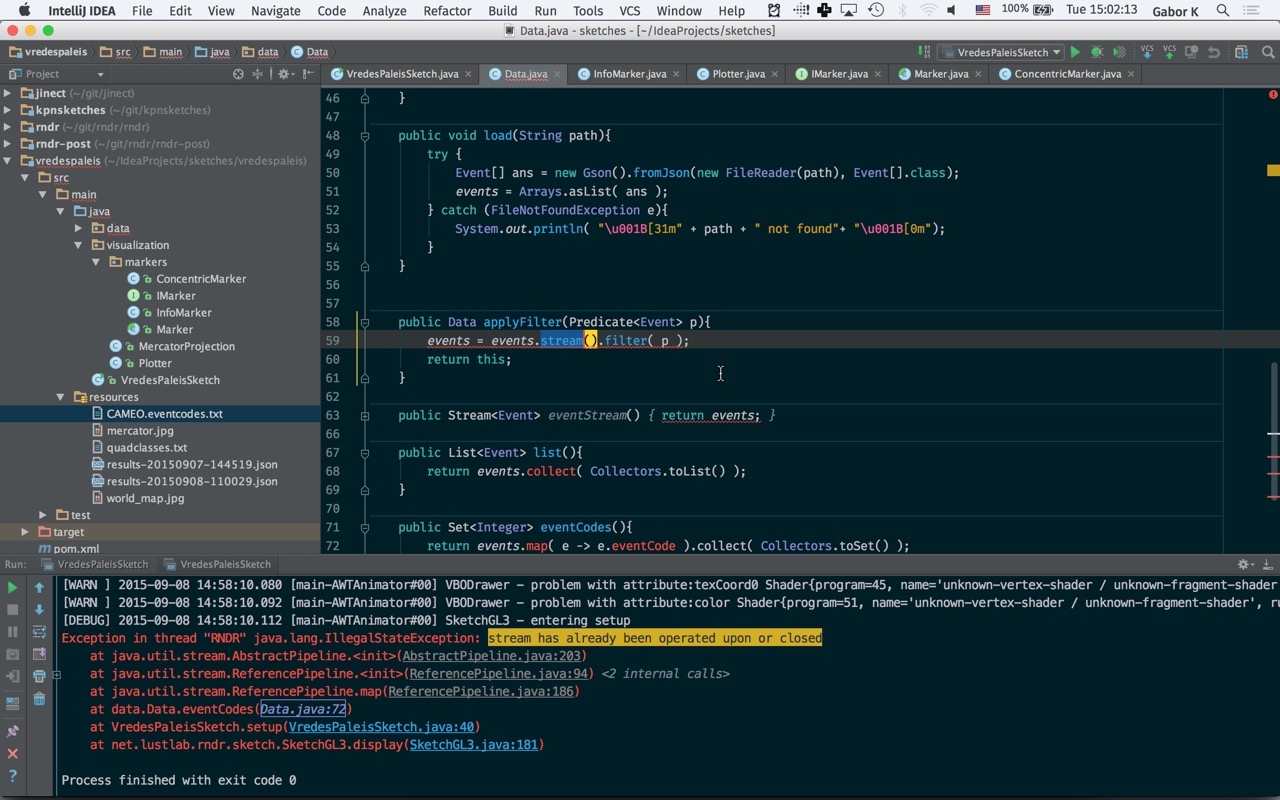 IntelliJ IDEA File Edit View Navigate Code Analyze Refactor Build Run Tools VCS Window Help 100% Tue 15:02:13 Gabor K
Data.java - sketches - [~/IdeaProjects/sketches]
vredespaleis src main java data Data VredesPaleisSketch VCS VCS
Project VredesPaleisSketch.java Data.java InfoMarker.java Plotter.java IMarker.java Marker.java ConcentricMarker.java
jinect (~/git/jinect)
kpnsketches (~/git/kpnsketches)
rndr (~/git/rndr/rndr)
rndr-post (~/git/rndr/rndr-post)
vredespaleis (~/IdeaProjects/sketches/vredespaleis)
src
main
java
data
visualization
markers
ConcentricMarker
IMarker
InfoMarker
Marker
MercatorProjection
Plotter
VredesPaleisSketch
resources
CAMEO.eventcodes.txt
mercator.jpg
quadclasses.txt
results-20150907-144519.json
results-20150908-110029.json
world_map.jpg
test
target
pom.xml
46 }
47
48 public void load(String path){
49 try {
50 Event[] ans = new Gson().fromJson(new FileReader(path), Event[].class);
51 events = Arrays.asList( ans );
52 } catch (FileNotFoundException e){
53 System.out.println( "\u001B[31m" + path + " not found"+ "\u001B[0m");
54 }
55 }
56
57
58 public Data applyFilter(Predicate<Event> p){
59 events = events.stream().filter( p );
60 return this;
61 }
62
63 public Stream<Event> eventStream() { return events; }
66
67 public List<Event> list(){
68 return events.collect( Collectors.toList() );
69 }
70
71 public Set<Integer> eventCodes(){
72 return events.map( e -> e.eventCode ).collect( Collectors.toSet() );
Run: VredesPaleisSketch VredesPaleisSketch
[WARN ] 2015-09-08 14:58:10.080 [main-AWTAnimator#00] VBODrawer - problem with attribute:texCoord0 Shader{program=45, name='unknown-vertex-shader / unknown-fragment-shader
[WARN ] 2015-09-08 14:58:10.092 [main-AWTAnimator#00] VBODrawer - problem with attribute:color Shader{program=51, name='unknown-vertex-shader / unknown-fragment-shader', ru
[DEBUG] 2015-09-08 14:58:10.112 [main-AWTAnimator#00] SketchGL3 - entering setup
Exception in thread "RNDR" java.lang.IllegalStateException: stream has already been operated upon or closed
at java.util.stream.AbstractPipeline.<init>(AbstractPipeline.java:203)
at java.util.stream.ReferencePipeline.<init>(ReferencePipeline.java:94) <2 internal calls>
at java.util.stream.ReferencePipeline.map(ReferencePipeline.java:186)
at data.Data.eventCodes(Data.java:72)
at VredesPaleisSketch.setup(VredesPaleisSketch.java:40)
at net.lustlab.rndr.sketch.SketchGL3.display(SketchGL3.java:181)
Process finished with exit code 0